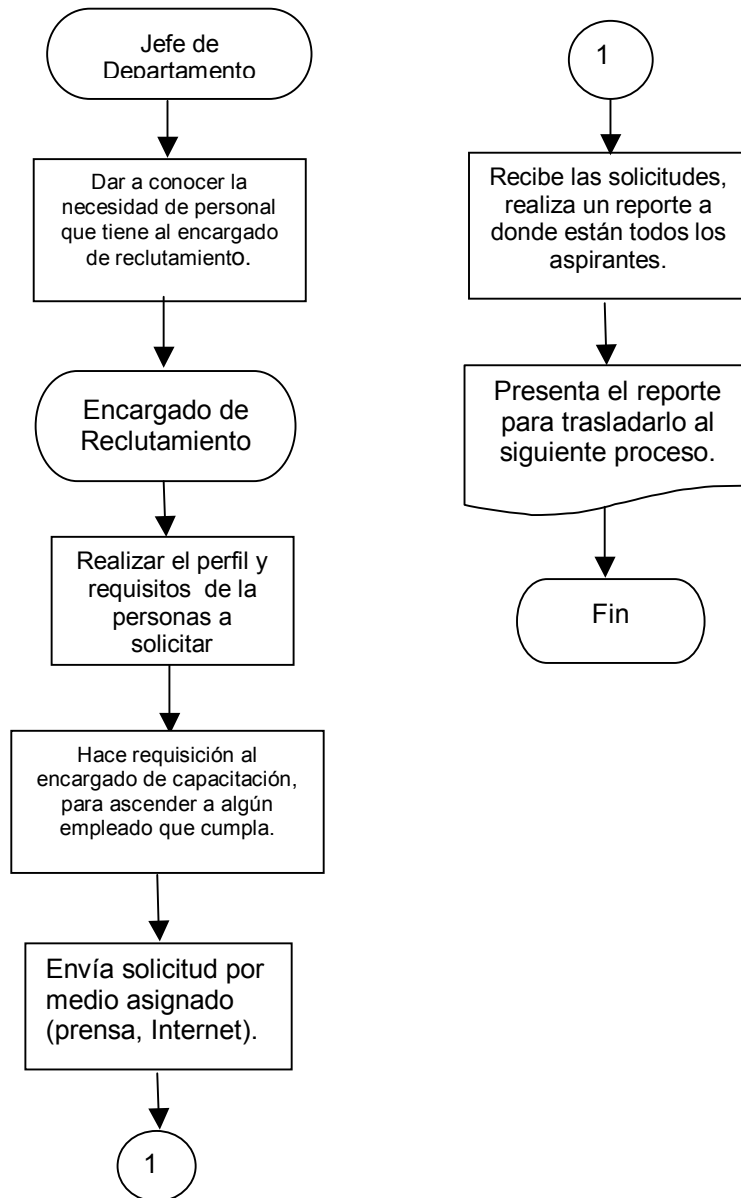 Jefe de
Departamento
Dar a conocer la
necesidad de personal
que tiene al encargado
de reclutamiento.
Encargado de
Reclutamiento
Realizar el perfil y
requisitos de la
personas a
solicitar
Hace requisición al
encargado de capacitación,
para ascender a algún
empleado que cumpla.
Envía solicitud por
medio asignado
(prensa, Internet).
1
1
Recibe las solicitudes,
realiza un reporte a
donde están todos los
aspirantes.
Presenta el reporte
para trasladarlo al
siguiente proceso.
Fin